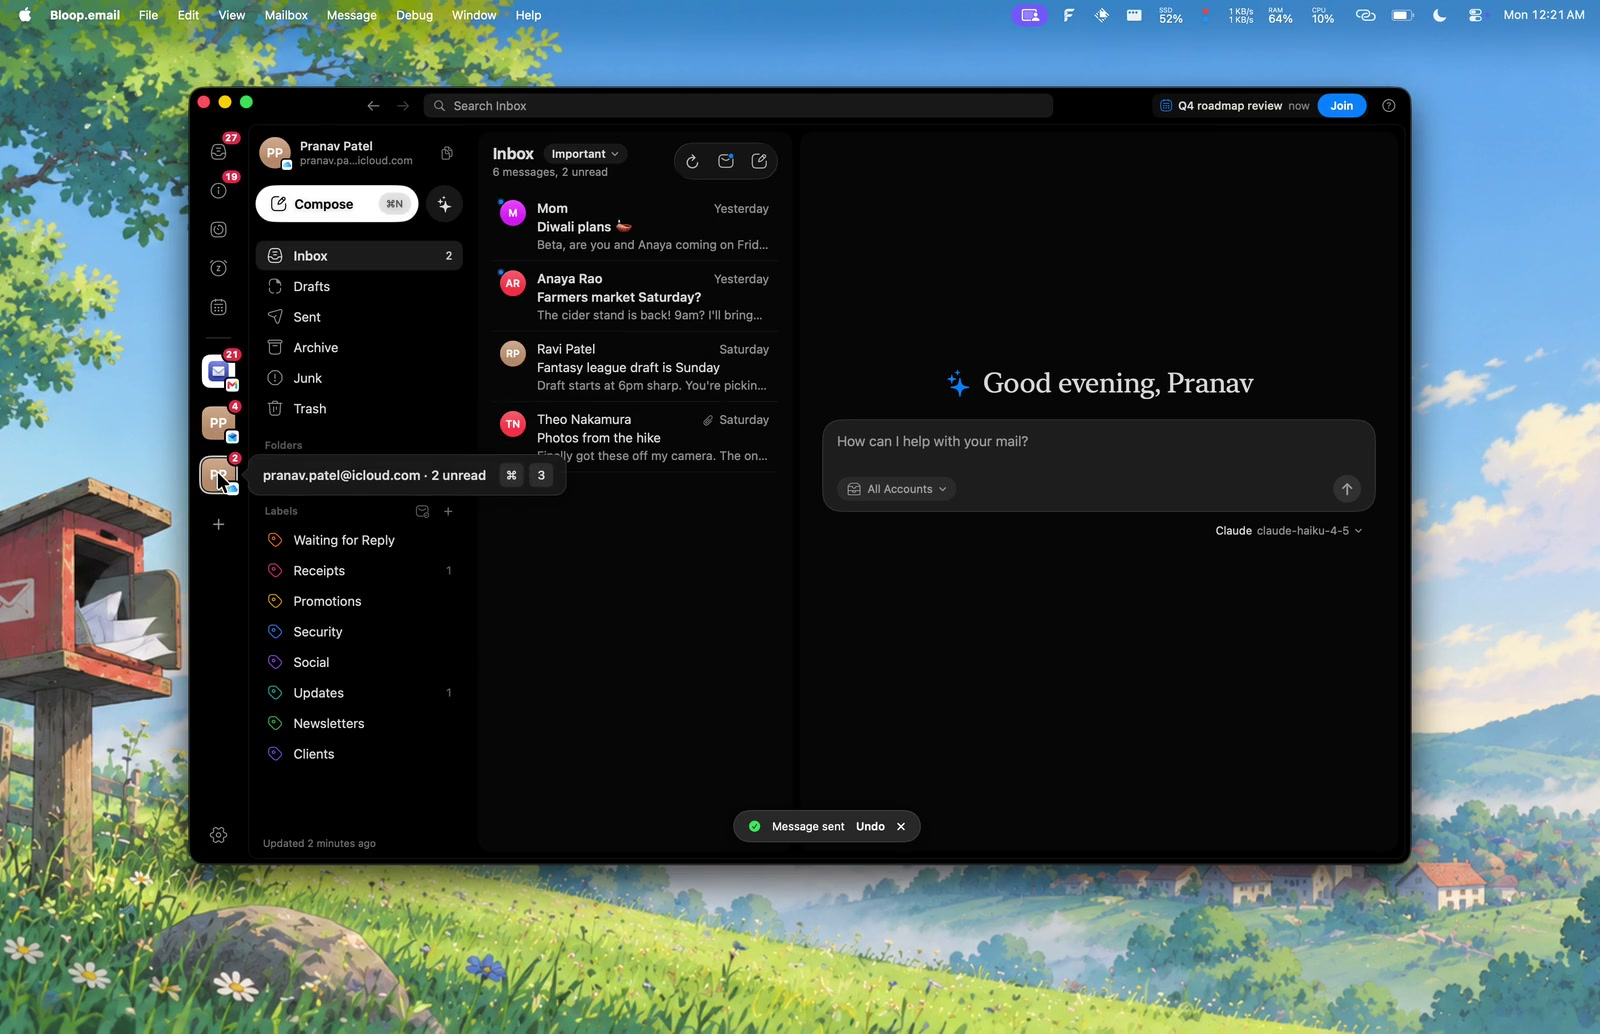 Bloop.email File Edit View Mailbox Message Debug Window Help
SSD 52%
1 KB/s
1 KB/s
RAM 64%
CPU 10%
Mon 12:21 AM
Search Inbox
Q4 roadmap review now Join
27
19
21
4
2
PP
PP
Pranav Patel
pranav.pa...icloud.com
Compose ⌘N
Inbox 2
Drafts
Sent
Archive
Junk
Trash
Folders
pranav.patel@icloud.com · 2 unread ⌘ 3
Labels
Waiting for Reply
Receipts 1
Promotions
Security
Social
Updates 1
Newsletters
Clients
Updated 2 minutes ago
Inbox Important
6 messages, 2 unread
M
Mom Yesterday
Diwali plans 🪔
Beta, are you and Anaya coming on Frid...
AR
Anaya Rao Yesterday
Farmers market Saturday?
The cider stand is back! 9am? I'll bring...
RP
Ravi Patel Saturday
Fantasy league draft is Sunday
Draft starts at 6pm sharp. You're pickin...
TN
Theo Nakamura Saturday
Photos from the hike
Finally got these off my camera. The on...
Good evening, Pranav
How can I help with your mail?
All Accounts
Claude claude-haiku-4-5
Message sent Undo